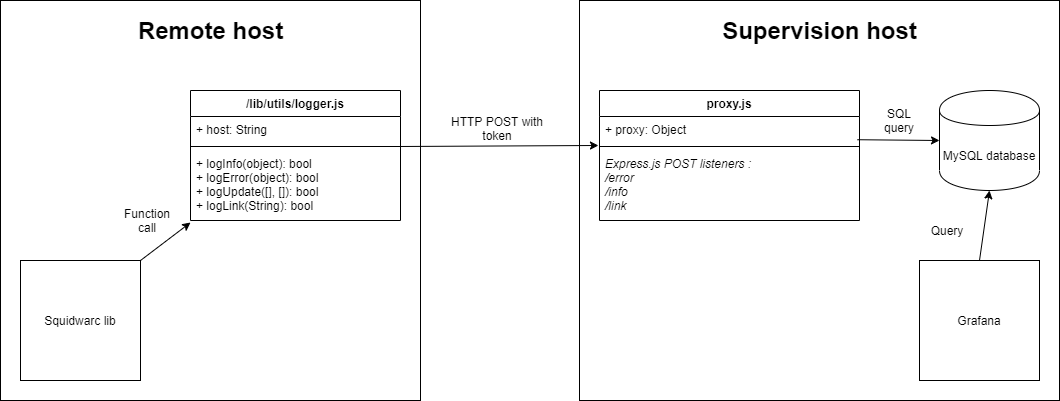 Remote host
Supervision host
/lib/utils/logger.js
+ host: String
+ logInfo(object): bool
+ logError(object): bool
+ logUpdate([], []): bool
+ logLink(String): bool
HTTP POST with
token
proxy.js
+ proxy: Object
Express.js POST listeners :
/error
/info
/link
SQL
query
MySQL database
Function
call
Query
Squidwarc lib
Grafana